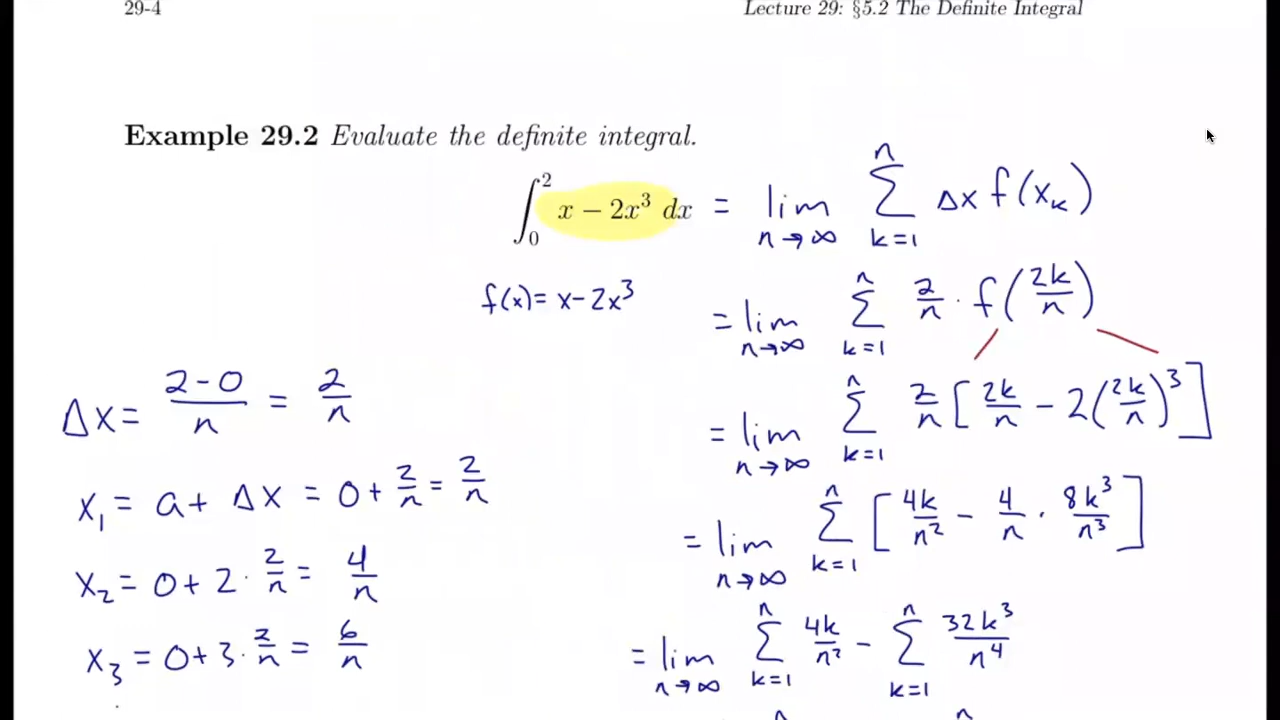 29-4 Lecture 29: §5.2 The Definite Integral
Example 29.2 Evaluate the definite integral.
∫₀² x − 2x³ dx = lim n→∞ Σ k=1 n Δx f(xₖ)
f(x) = x − 2x³
= lim n→∞ Σ k=1 n 2/n · f(2k/n)
= lim n→∞ Σ k=1 n 2/n [2k/n − 2(2k/n)³]
= lim n→∞ Σ k=1 n [4k/n² − 4/n · 8k³/n³]
= lim n→∞ Σ k=1 n 4k/n² − Σ k=1 n 32k³/n⁴
n n
Δx = (2−0)/n = 2/n
x₁ = a + Δx = 0 + 2/n = 2/n
x₂ = 0 + 2 · 2/n = 4/n
x₃ = 0 + 3 · 2/n = 6/n